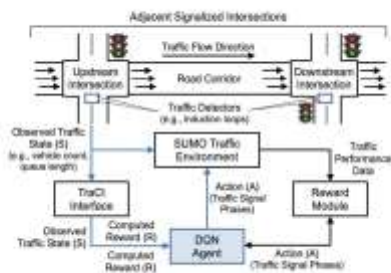 Adjacent Signalized Intersections
Traffic Flow Direction
Upstream
Intersection
Road Corridor
Downstream
Intersection
Traffic Detectors
(e.g., induction loops)
Observed Traffic
State (S)
(e.g., vehicle count,
queue length)
SUMO Traffic
Environment
Traffic
Performance
Data
TraCI
Interface
Action (A)
(Traffic Signal
Phases)
Reward
Module
Observed
Traffic State (S)
Computed
Reward (R)
DQN
Agent
Computed
Reward (R)
Action (A)
(Traffic Signal Phases)